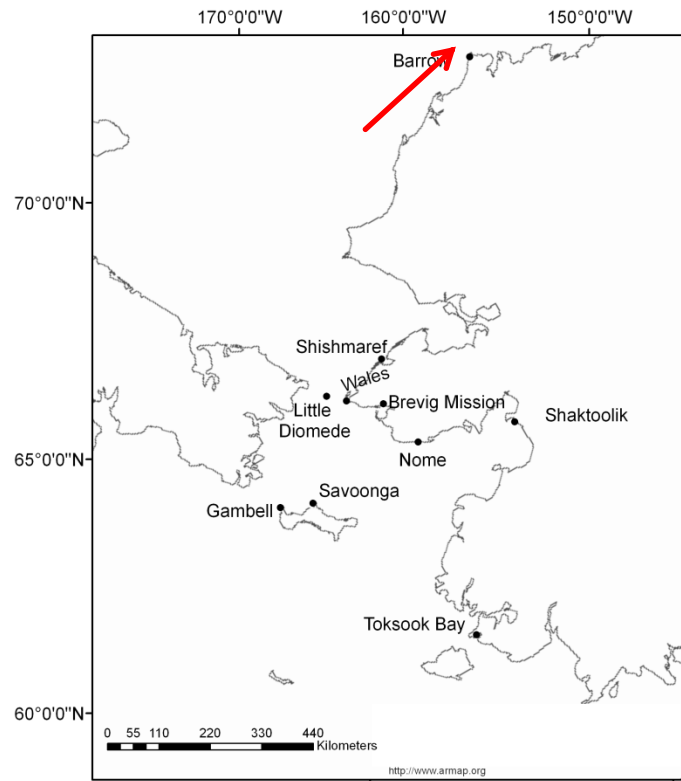 170°0'0"W 160°0'0"W 150°0'0"W
Barrow
70°0'0"N
Shishmaref
Wales
Little
Diomede
Brevig Mission
Shaktoolik
Nome
65°0'0"N
Savoonga
Gambell
Toksook Bay
60°0'0"N
0 55 110 220 330 440
Kilometers
http://www.armap.org